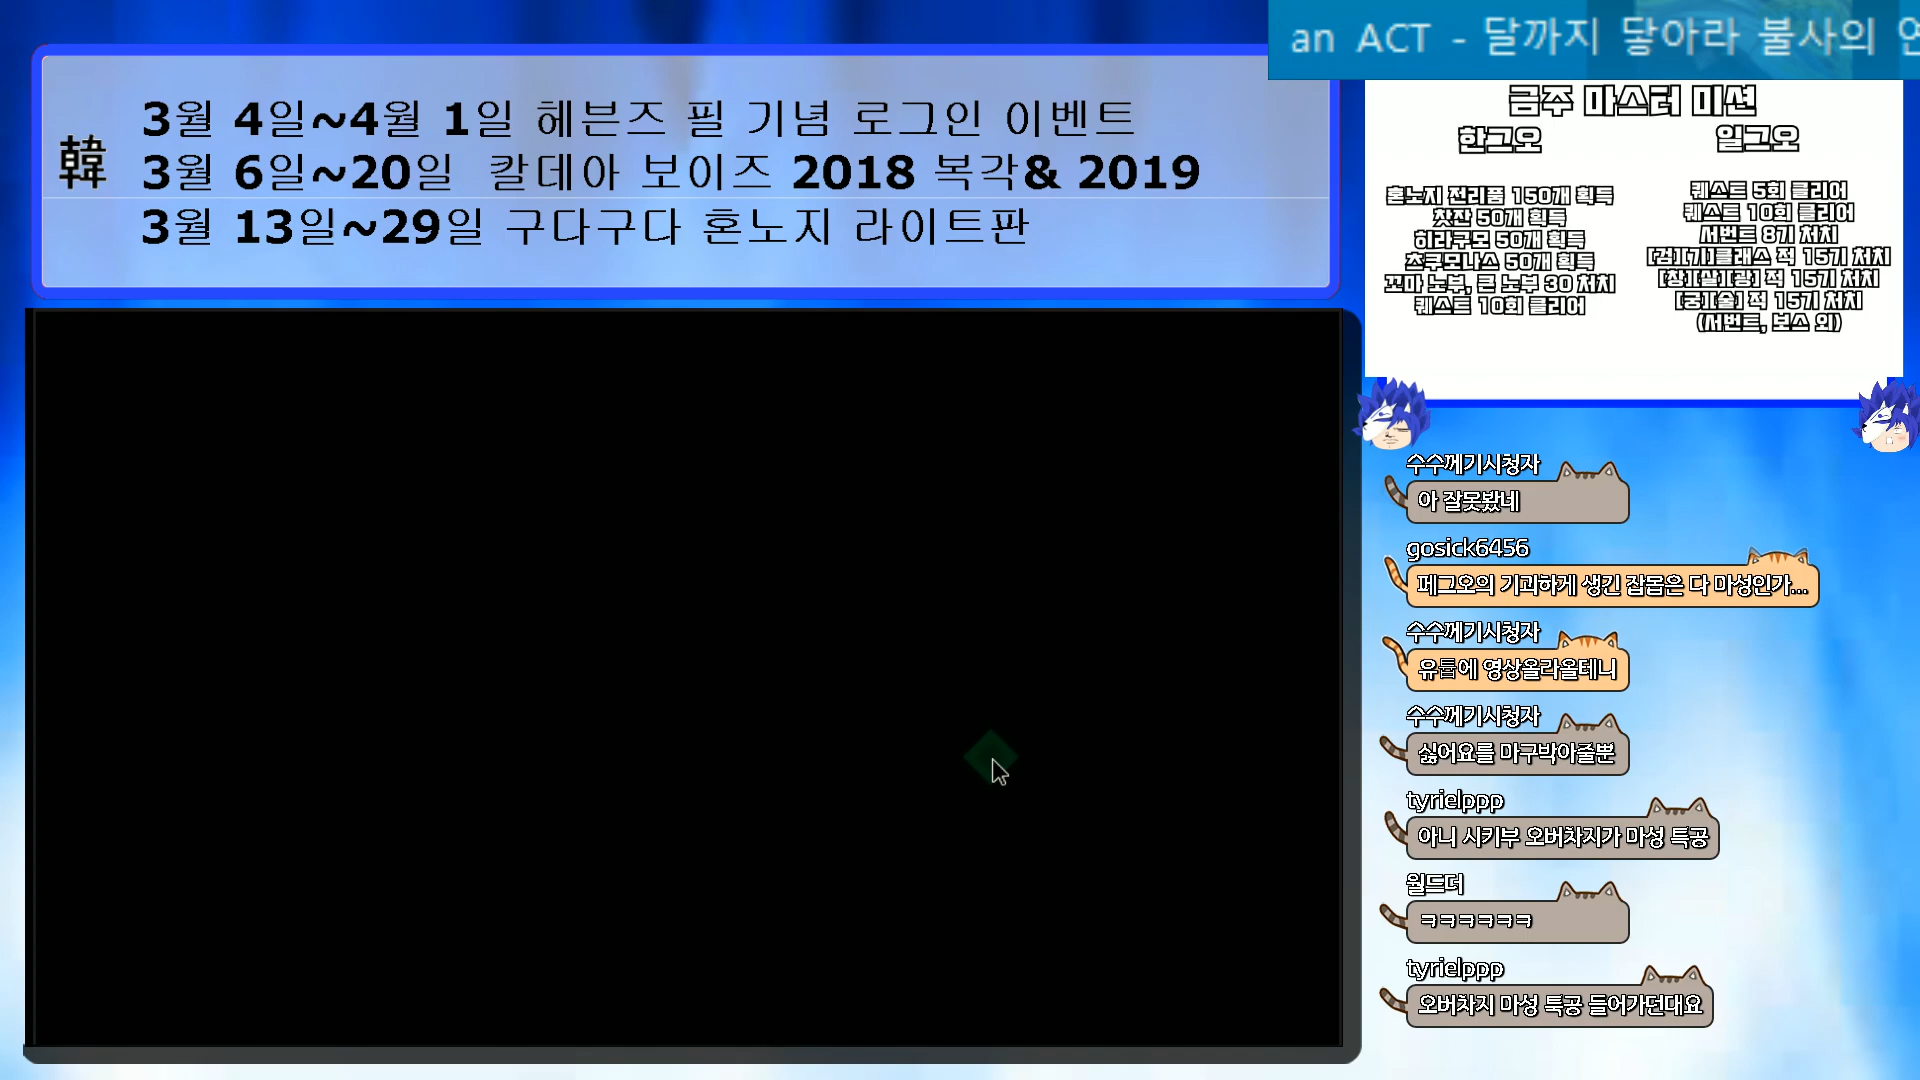 an ACT - 달까지 닿아라 불사의 연
韓
3월 4일~4월 1일 헤븐즈 필 기념 로그인 이벤트
3월 6일~20일 칼데아 보이즈 2018 복각& 2019
3월 13일~29일 구다구다 혼노지 라이트판
금주 마스터 미션
한그오
혼노지 전리품 150개 획득
찻잔 50개 획득
히라구모 50개 획득
츠쿠모나스 50개 획득
꼬마 노부, 큰 노부 30 처치
퀘스트 10회 클리어
일그오
퀘스트 5회 클리어
퀘스트 10회 클리어
서번트 8기 처치
[검][기]클래스 적 15기 처치
[창][살][광] 적 15기 처치
[궁][술] 적 15기 처치
(서번트, 보스 외)
수수께기시청자
아 잘못봤네
gosick6456
페그오의 기괴하게 생긴 잡몹은 다 마성인가...
수수께기시청자
유튭에 영상올라올테니
수수께기시청자
싫어요를 마구박아줄뿐
tyrielppp
아니 시키부 오버차지가 마성 특공
월드더
ㅋㅋㅋㅋㅋㅋ
tyrielppp
오버차지 마성 특공 들어가던대요